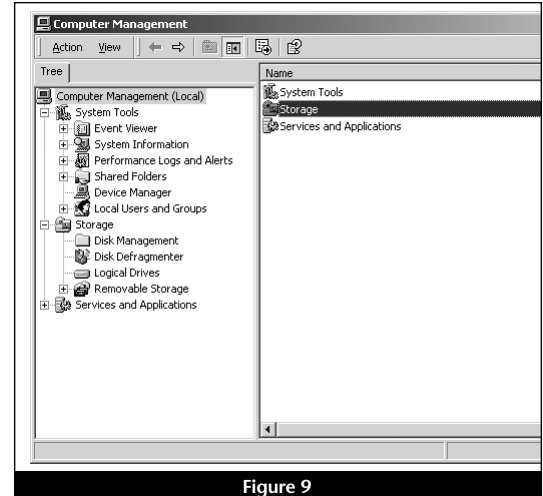 Computer Management
Action View
Tree
Name
Computer Management (Local)
System Tools
Event Viewer
System Information
Performance Logs and Alerts
Shared Folders
Device Manager
Local Users and Groups
Storage
Disk Management
Disk Defragmenter
Logical Drives
Removable Storage
Services and Applications
System Tools
Storage
Services and Applications
Figure 9